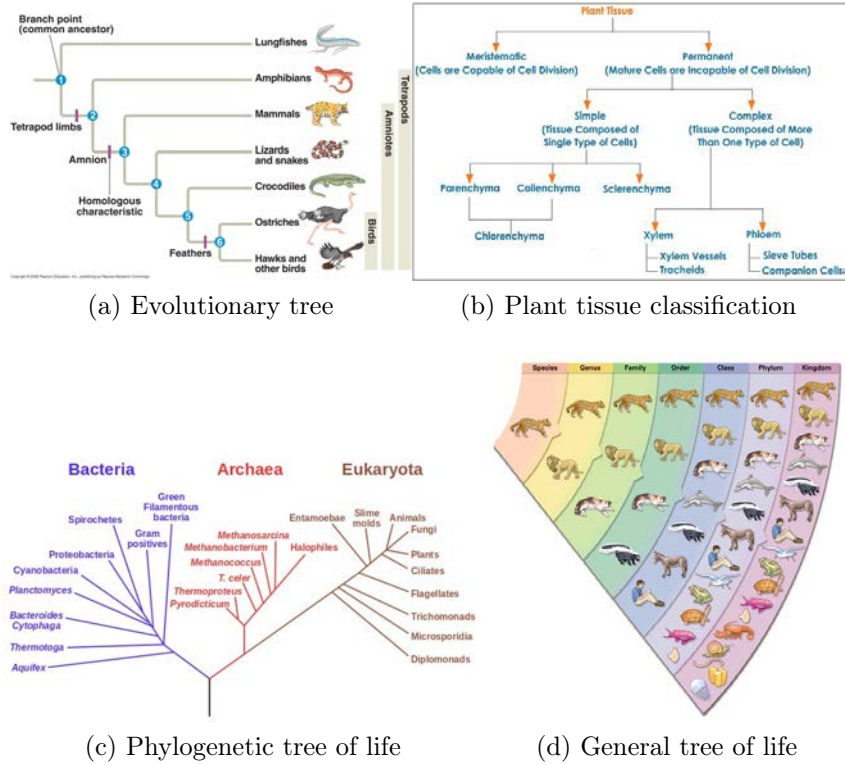 Branch point
(common ancestor)
Lungfishes
Amphibians
Mammals
Tetrapod limbs
Amnion
Lizards
and snakes
Homologous
characteristic
Crocodiles
Ostriches
Feathers
Hawks and
other birds
1
2
3
4
5
6
Birds
Amniotes
Tetrapods
(a) Evolutionary tree
Plant Tissue
Meristematic
(Cells are Capable of Cell Division)
Permanent
(Mature Cells are Incapable of Cell Division)
Simple
(Tissue Composed of
Single Type of Cells)
Complex
(Tissue Composed of More
Than One Type of Cell)
Parenchyma
Collenchyma
Sclerenchyma
Chlorenchyma
Xylem
Xylem Vessels
Tracheids
Phloem
Sieve Tubes
Companion Cells
(b) Plant tissue classification
Bacteria
Archaea
Eukaryota
Green
Filamentous
bacteria
Spirochetes
Gram
positives
Proteobacteria
Cyanobacteria
Planctomyces
Bacteroides
Cytophaga
Thermotoga
Aquifex
Methanosarcina
Methanobacterium
Halophiles
Methanococcus
T. celer
Thermoproteus
Pyrodicticum
Entamoebae
Slime
molds
Animals
Fungi
Plants
Ciliates
Flagellates
Trichomonads
Microsporidia
Diplomonads
(c) Phylogenetic tree of life
Species
Genus
Family
Order
Class
Phylum
Kingdom
(d) General tree of life